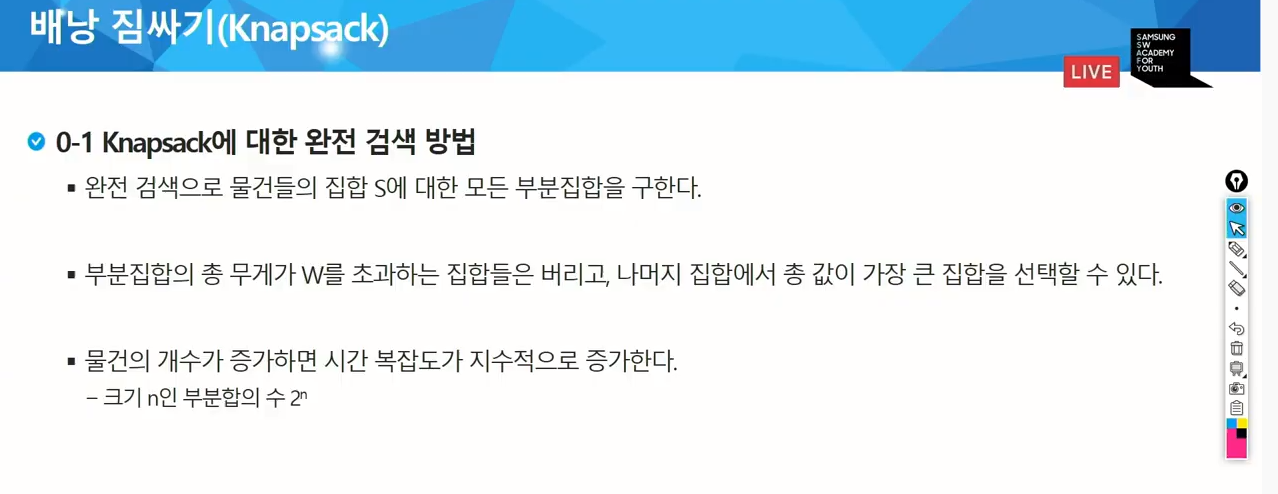 배낭 짐싸기(Knapsack)
SAMSUNG
SW
ACADEMY
FOR
YOUTH
LIVE
0-1 Knapsack에 대한 완전 검색 방법
▪ 완전 검색으로 물건들의 집합 S에 대한 모든 부분집합을 구한다.
▪ 부분집합의 총 무게가 W를 초과하는 집합들은 버리고, 나머지 집합에서 총 값이 가장 큰 집합을 선택할 수 있다.
▪ 물건의 개수가 증가하면 시간 복잡도가 지수적으로 증가한다.
– 크기 n인 부분합의 수 2ⁿ